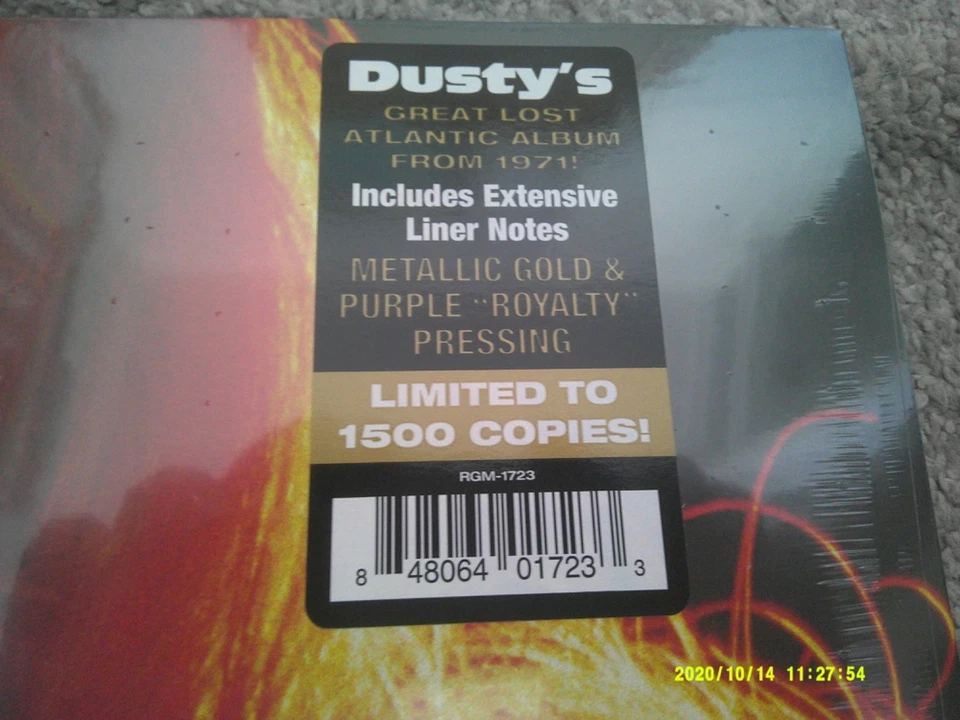 Dusty's
GREAT LOST
ATLANTIC ALBUM
FROM 1971!
Includes Extensive
Liner Notes
METALLIC GOLD &
PURPLE "ROYALTY"
PRESSING
LIMITED TO
1500 COPIES!
RGM-1723
8 48064 01723 3
2020/10/14 11:27:54